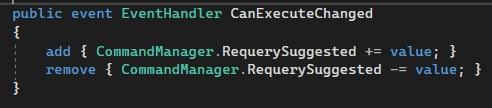 public event EventHandler CanExecuteChanged
{
    add { CommandManager.RequerySuggested += value; }
    remove { CommandManager.RequerySuggested -= value; }
}